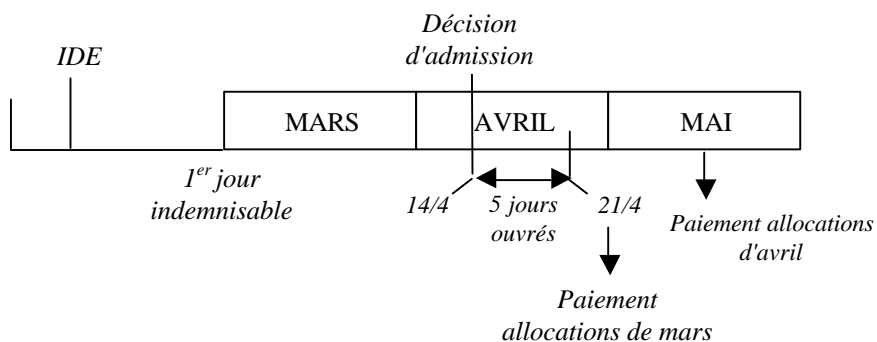 Décision
d'admission
IDE
MARS
AVRIL
MAI
1er jour
indemnisable
14/4
5 jours
ouvrés
21/4
Paiement allocations
d'avril
Paiement
allocations de mars